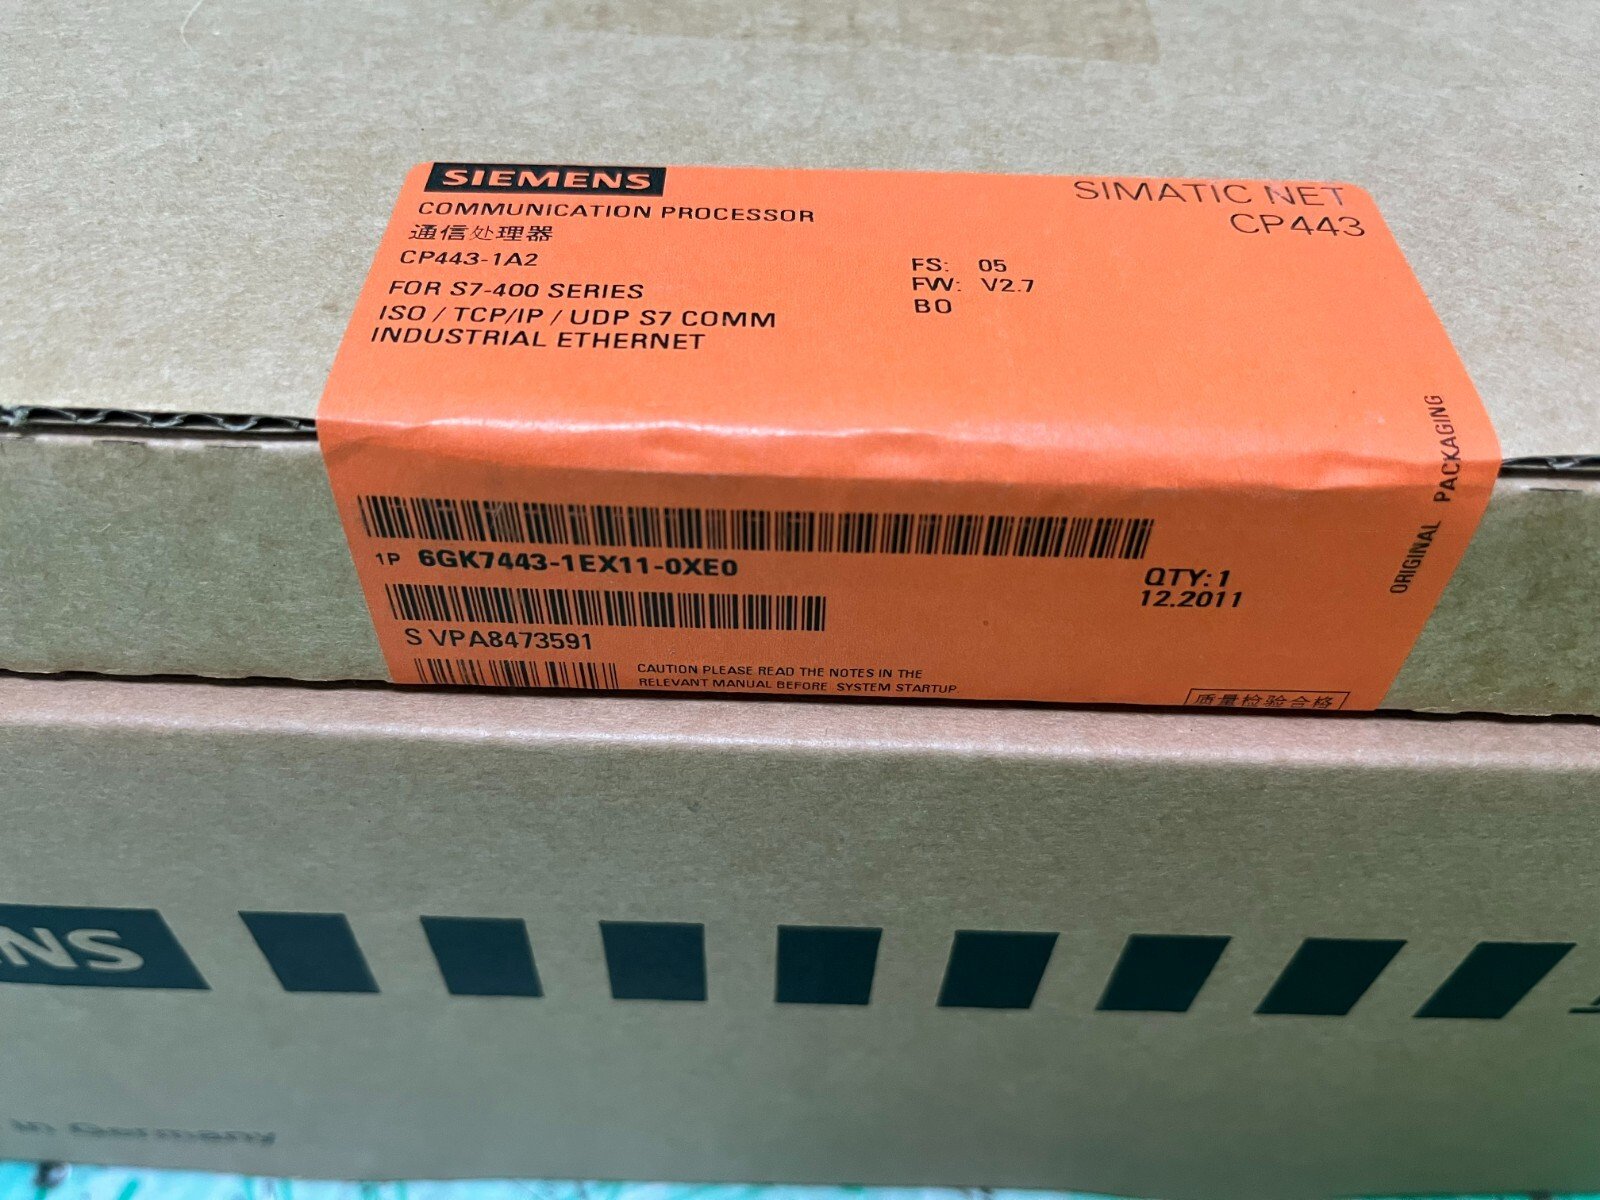 SIEMENS
COMMUNICATION PROCESSOR
通信处理器
CP443-1A2
FOR S7-400 SERIES
ISO / TCP/IP / UDP S7 COMM
INDUSTRIAL ETHERNET
FS: 05
FW: V2.7
BO
SIMATIC NET
CP443
ORIGINAL PACKAGING
1P 6GK7443-1EX11-0XE0
QTY:1
12.2011
S VPA8473591
CAUTION PLEASE READ THE NOTES IN THE
RELEVANT MANUAL BEFORE SYSTEM STARTUP.
质量检验合格
ENS
in Germany